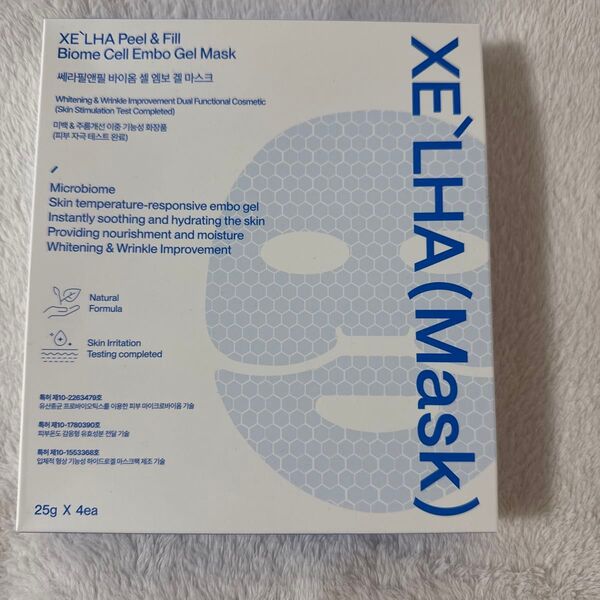 XE`LHA Peel & Fill
Biome Cell Embo Gel Mask
쎄라필앤필 바이옴 셀 엠보 겔 마스크
Whitening & Wrinkle Improvement Dual Functional Cosmetic
(Skin Stimulation Test Completed)
미백 & 주름개선 이중 기능성 화장품
(피부 자극 테스트 완료)
Microbiome
Skin temperature-responsive embo gel
Instantly soothing and hydrating the skin
Providing nourishment and moisture
Whitening & Wrinkle Improvement
Natural
Formula
Skin Irritation
Testing completed
특허 제10-2263479호
유산종균 프로바이오틱스를 이용한 피부 마이크로바이옴 기술
특허 제10-1780390호
피부온도 감응형 유효성분 전달 기술
특허 제10-1553368호
입체적 형상 기능성 하이드로겔 마스크팩 제조 기술
25g X 4ea
XE`LHA(Mask)